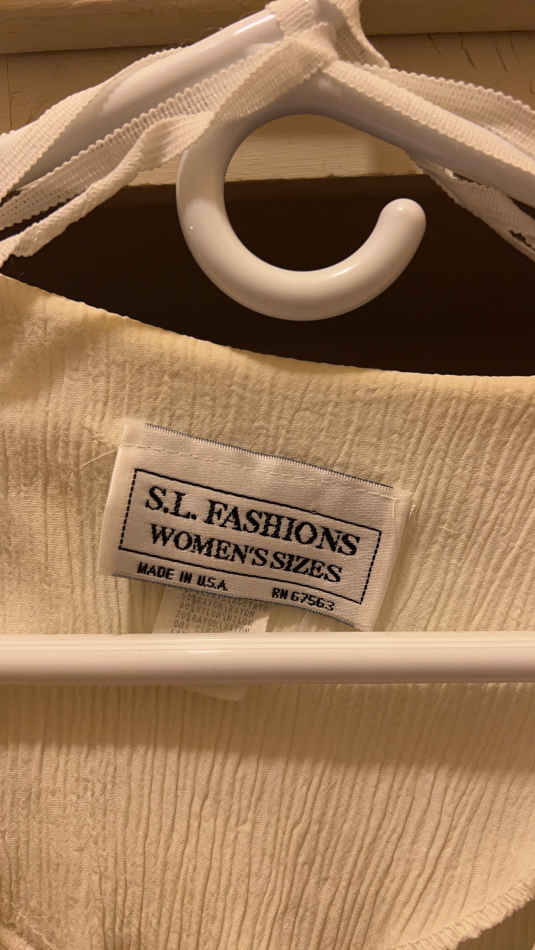 S.L. FASHIONS
WOMEN'S SIZES
MADE IN U.S.A.
RN 67563